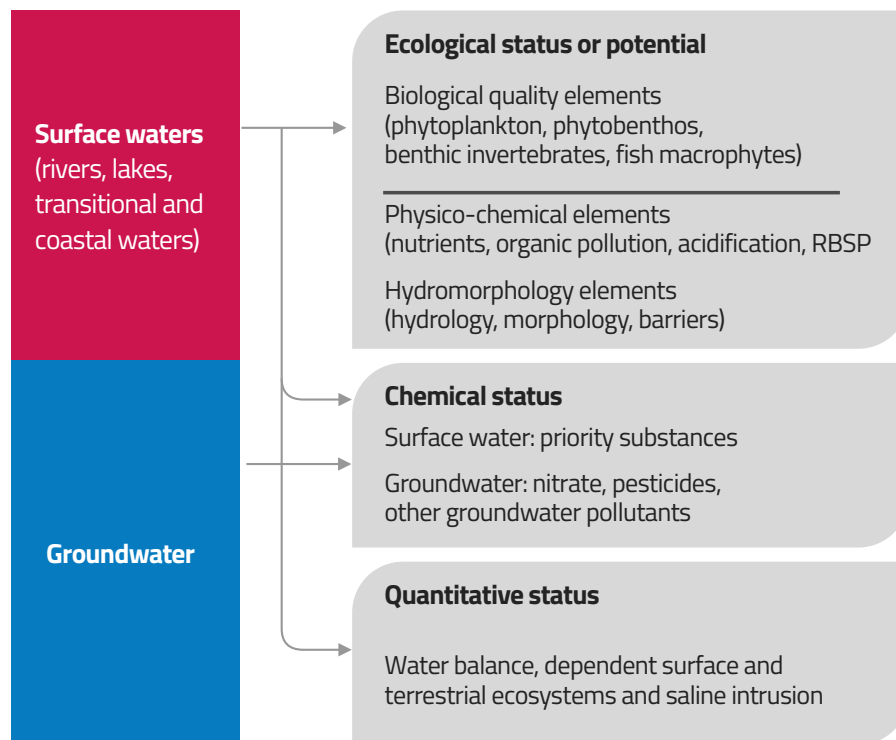 Surface waters
(rivers, lakes,
transitional and
coastal waters)
Groundwater
Ecological status or potential
Biological quality elements
(phytoplankton, phytobenthos,
benthic invertebrates, fish macrophytes)
Physico-chemical elements
(nutrients, organic pollution, acidification, RBSP
Hydromorphology elements
(hydrology, morphology, barriers)
Chemical status
Surface water: priority substances
Groundwater: nitrate, pesticides,
other groundwater pollutants
Quantitative status
Water balance, dependent surface and
terrestrial ecosystems and saline intrusion